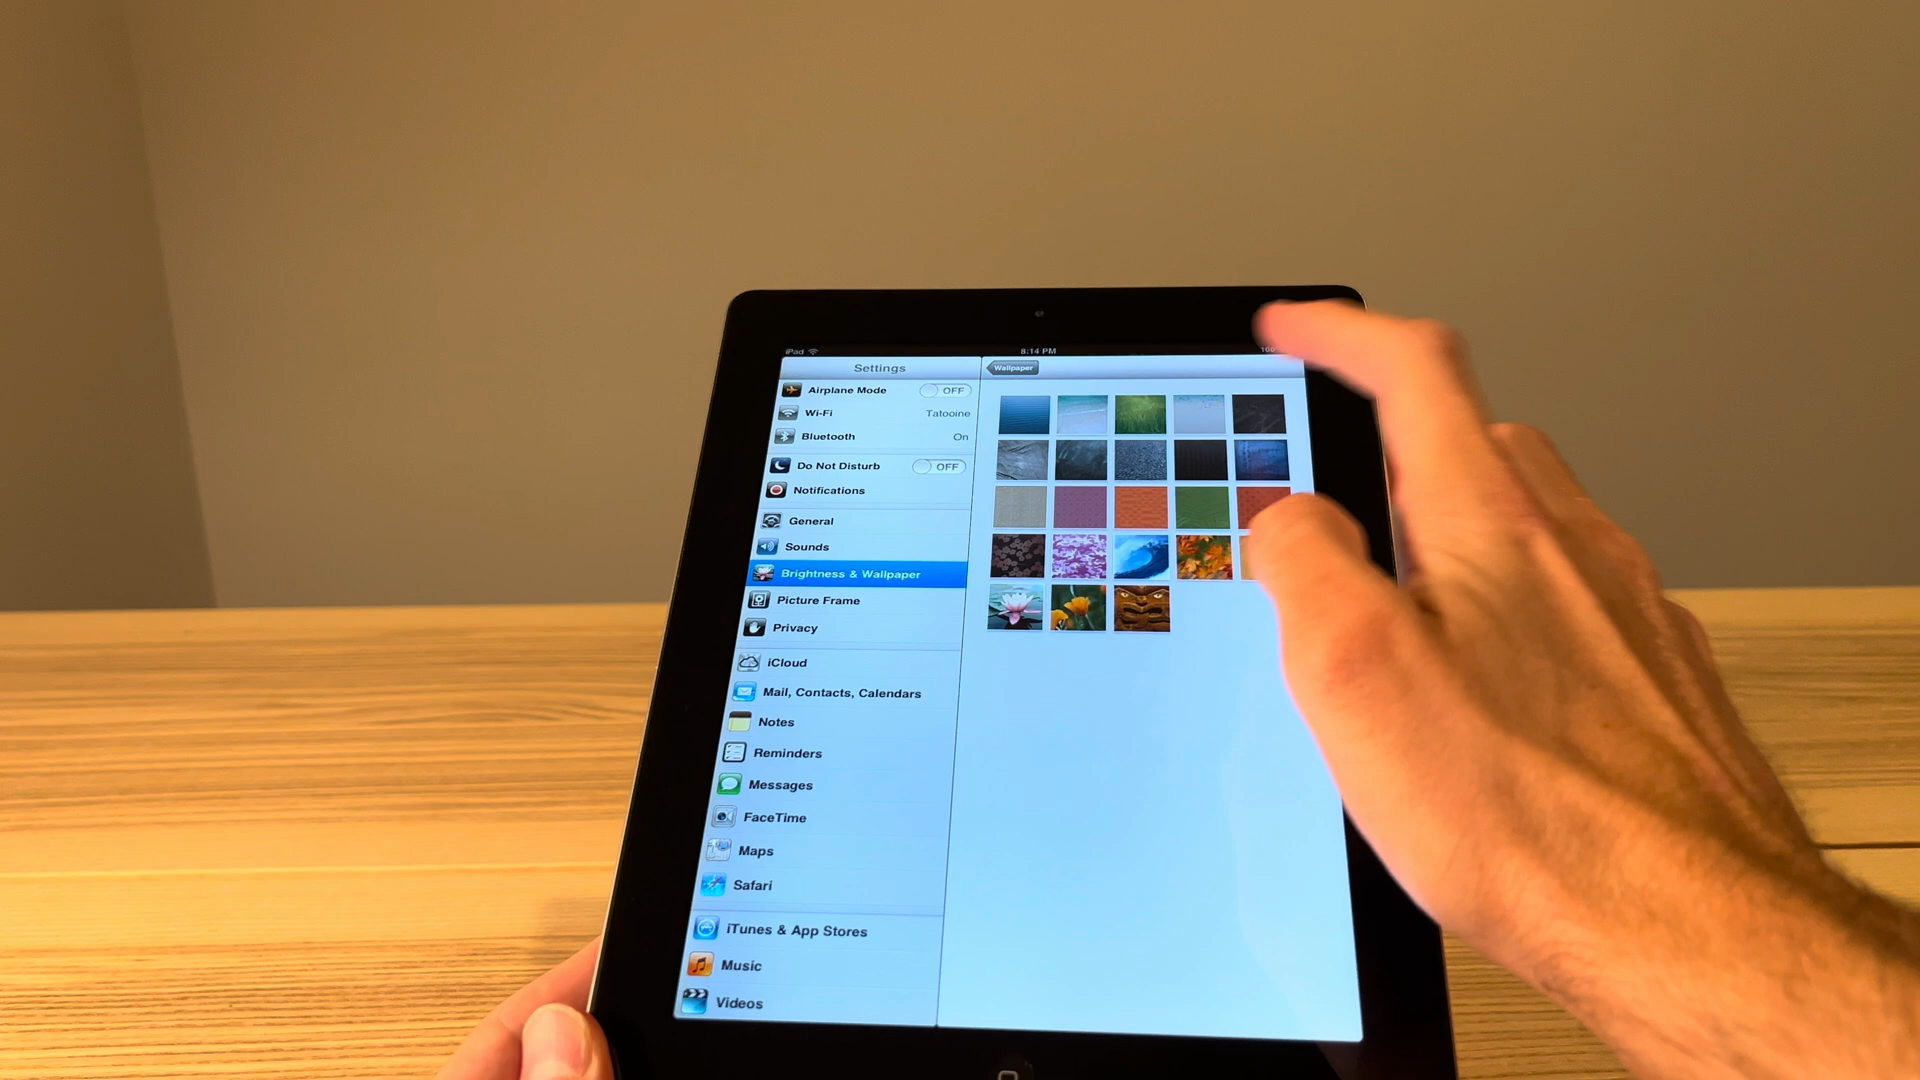 iPad 8:14 PM
Settings
Wallpaper
Airplane Mode OFF
Wi-Fi Tatooine
Bluetooth On
Do Not Disturb OFF
Notifications
General
Sounds
Brightness & Wallpaper
Picture Frame
Privacy
iCloud
Mail, Contacts, Calendars
Notes
Reminders
Messages
FaceTime
Maps
Safari
iTunes & App Stores
Music
Videos